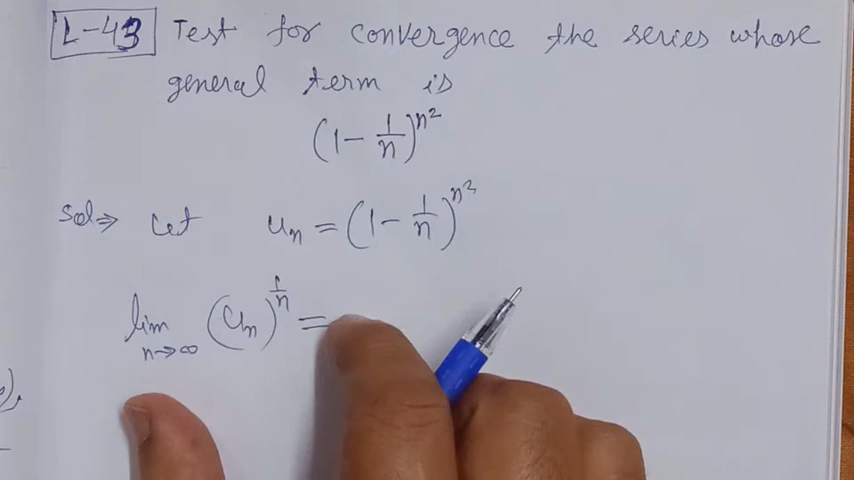 L-43 Test for convergence the series whose
general term is
(1 - 1/n)^n²
Sol⇒ Let u_n = (1 - 1/n)^n²
lim_{n→∞} (u_n)^{1/n} =